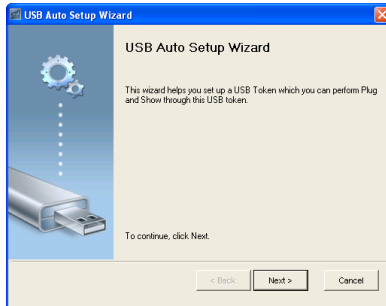 USB Auto Setup Wizard
USB Auto Setup Wizard
This wizard helps you set up a USB Token which you can perform Plug
and Show through this USB token.
To continue, click Next.
< Back Next > Cancel